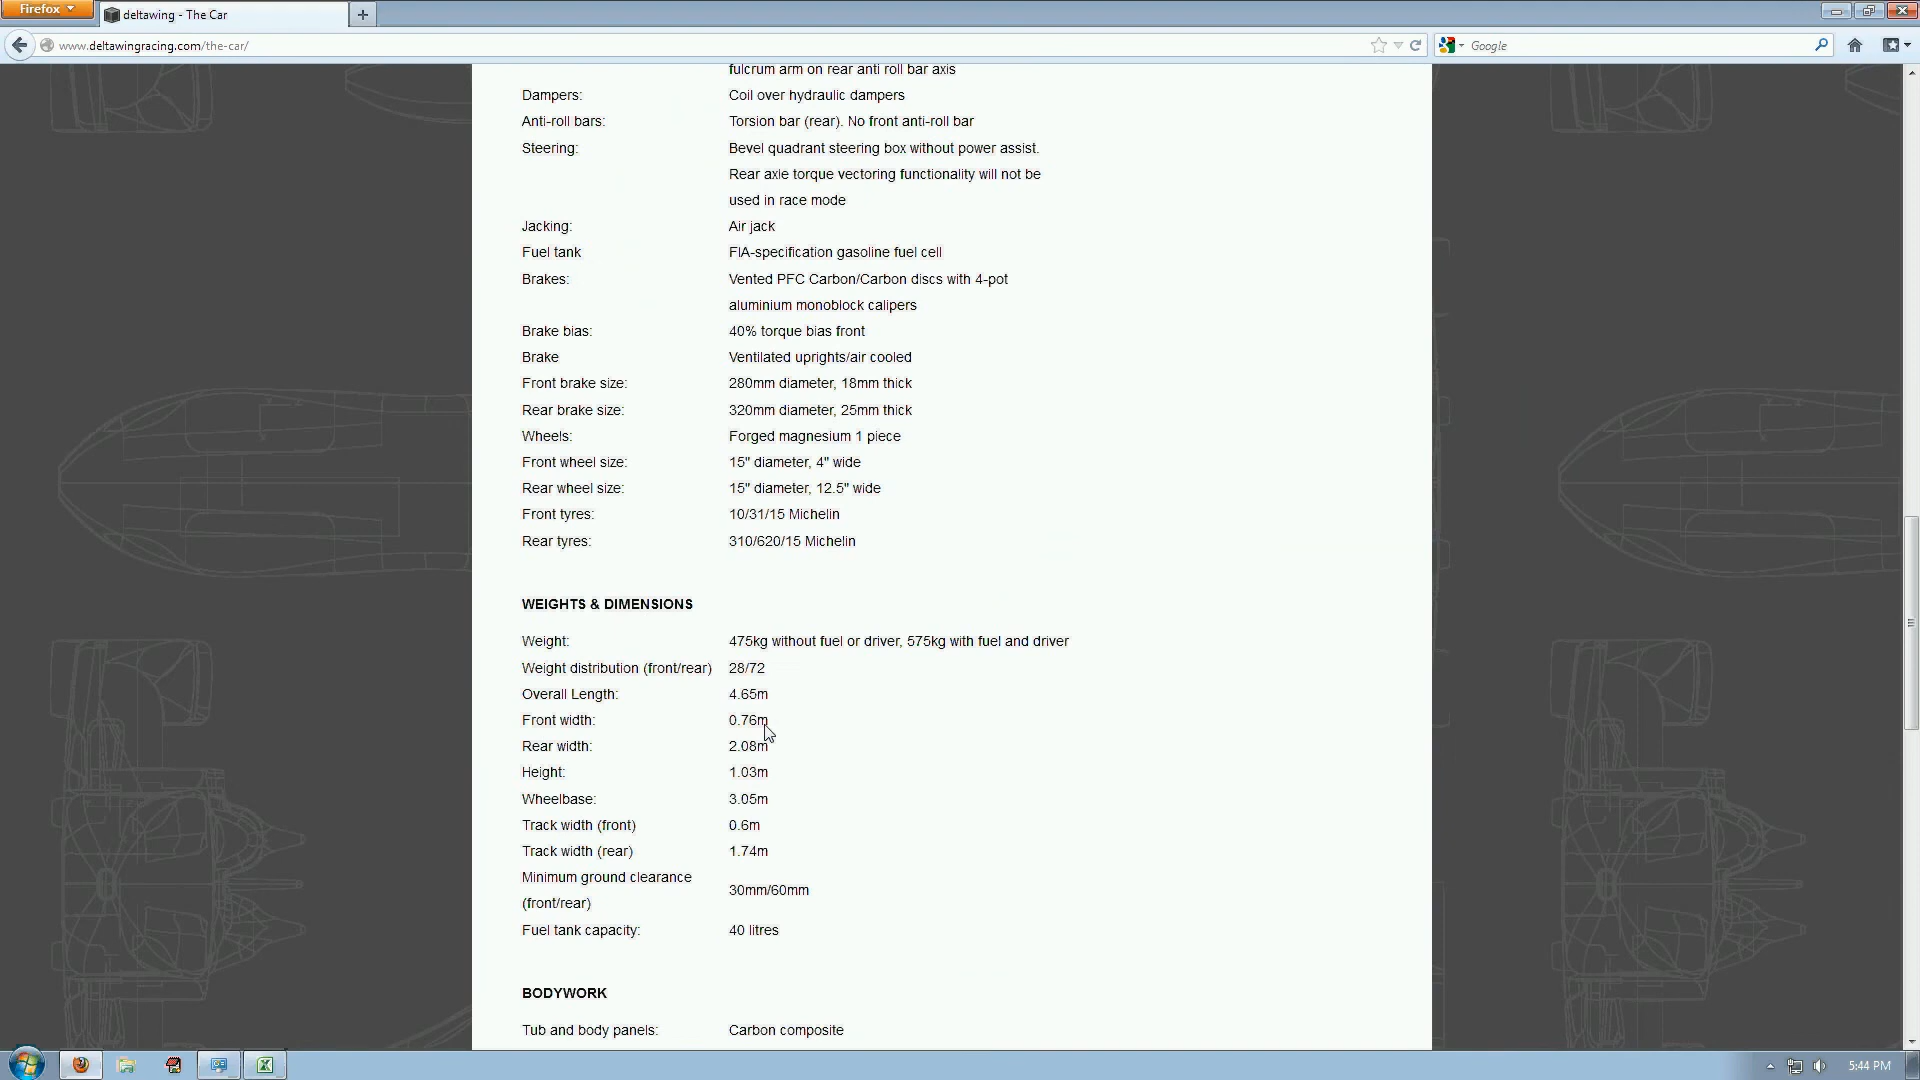 Firefox
deltawing - The Car
www.deltawingracing.com/the-car/
Google
fulcrum arm on rear anti roll bar axis
Dampers: Coil over hydraulic dampers
Anti-roll bars: Torsion bar (rear). No front anti-roll bar
Steering: Bevel quadrant steering box without power assist.
Rear axle torque vectoring functionality will not be
used in race mode
Jacking: Air jack
Fuel tank FIA-specification gasoline fuel cell
Brakes: Vented PFC Carbon/Carbon discs with 4-pot
aluminium monoblock calipers
Brake bias: 40% torque bias front
Brake Ventilated uprights/air cooled
Front brake size: 280mm diameter, 18mm thick
Rear brake size: 320mm diameter, 25mm thick
Wheels: Forged magnesium 1 piece
Front wheel size: 15" diameter, 4" wide
Rear wheel size: 15" diameter, 12.5" wide
Front tyres: 10/31/15 Michelin
Rear tyres: 310/620/15 Michelin
WEIGHTS & DIMENSIONS
Weight: 475kg without fuel or driver, 575kg with fuel and driver
Weight distribution (front/rear) 28/72
Overall Length: 4.65m
Front width: 0.76m
Rear width: 2.08m
Height: 1.03m
Wheelbase: 3.05m
Track width (front) 0.6m
Track width (rear) 1.74m
Minimum ground clearance
(front/rear) 30mm/60mm
Fuel tank capacity: 40 litres
BODYWORK
Tub and body panels: Carbon composite
5:44 PM